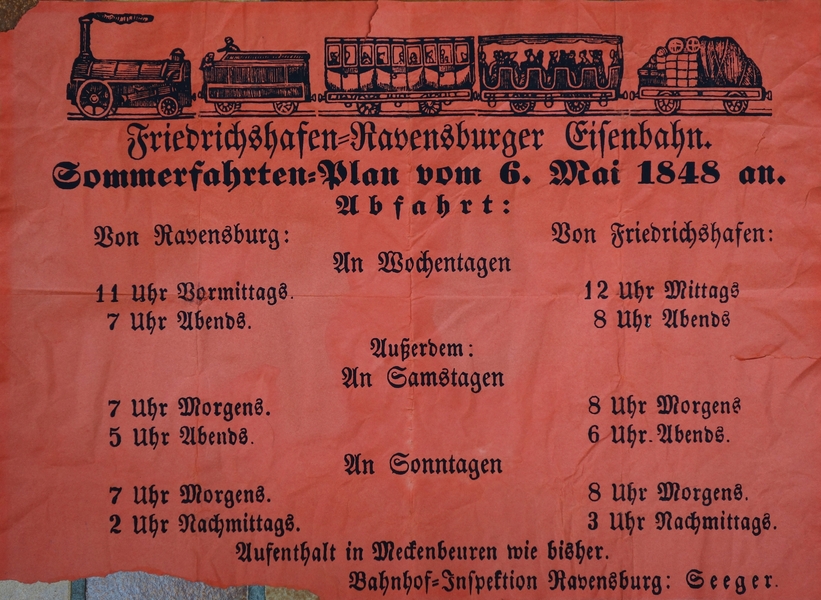 Friedrichshafen=Ravensburger Eisenbahn.
Sommerfahrten=Plan vom 6. Mai 1848 an.
Abfahrt:
Von Ravensburg: Von Friedrichshafen:
An Wochentagen
11 Uhr Vormittags. 12 Uhr Mittags
7 Uhr Abends. 8 Uhr Abends
Außerdem:
An Samstagen
7 Uhr Morgens. 8 Uhr Morgens
5 Uhr Abends. 6 Uhr. Abends.
An Sonntagen
7 Uhr Morgens. 8 Uhr Morgens.
2 Uhr Nachmittags. 3 Uhr Nachmittags.
Aufenthalt in Meckenbeuren wie bisher.
Bahnhof=Inspektion Ravensburg: Seeger.